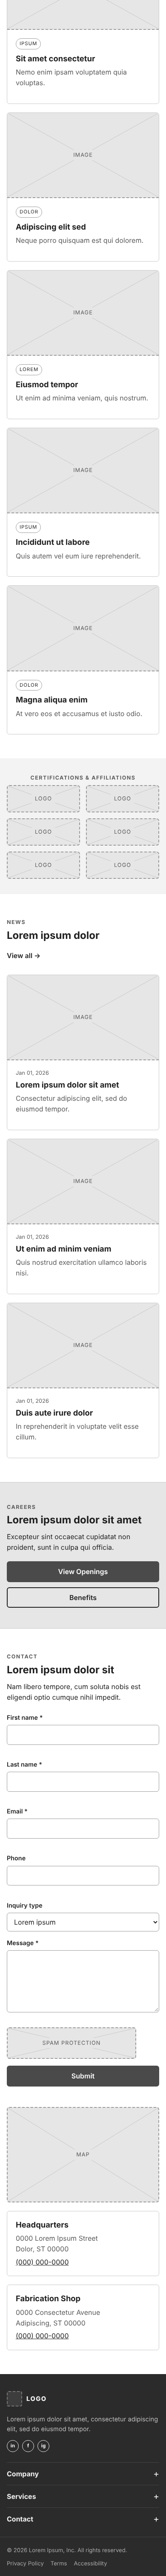 IPSUM
Sit amet consectetur
Nemo enim ipsam voluptatem quia
voluptas.
IMAGE
DOLOR
Adipiscing elit sed
Neque porro quisquam est qui dolorem.
IMAGE
LOREM
Eiusmod tempor
Ut enim ad minima veniam, quis nostrum.
IMAGE
IPSUM
Incididunt ut labore
Quis autem vel eum iure reprehenderit.
IMAGE
DOLOR
Magna aliqua enim
At vero eos et accusamus et iusto odio.
CERTIFICATIONS & AFFILIATIONS
LOGO LOGO
LOGO LOGO
LOGO LOGO
NEWS
Lorem ipsum dolor
View all →
IMAGE
Jan 01, 2026
Lorem ipsum dolor sit amet
Consectetur adipiscing elit, sed do
eiusmod tempor.
IMAGE
Jan 01, 2026
Ut enim ad minim veniam
Quis nostrud exercitation ullamco laboris
nisi.
IMAGE
Jan 01, 2026
Duis aute irure dolor
In reprehenderit in voluptate velit esse
cillum.
CAREERS
Lorem ipsum dolor sit amet
Excepteur sint occaecat cupidatat non
proident, sunt in culpa qui officia.
View Openings
Benefits
CONTACT
Lorem ipsum dolor sit
Nam libero tempore, cum soluta nobis est
eligendi optio cumque nihil impedit.
First name *
Last name *
Email *
Phone
Inquiry type
Lorem ipsum
Message *
SPAM PROTECTION
Submit
MAP
Headquarters
0000 Lorem Ipsum Street
Dolor, ST 00000
(000) 000-0000
Fabrication Shop
0000 Consectetur Avenue
Adipiscing, ST 00000
(000) 000-0000
LOGO
Lorem ipsum dolor sit amet, consectetur adipiscing
elit, sed do eiusmod tempor.
in f ig
Company +
Services +
Contact +
© 2026 Lorem Ipsum, Inc. All rights reserved.
Privacy Policy Terms Accessibility